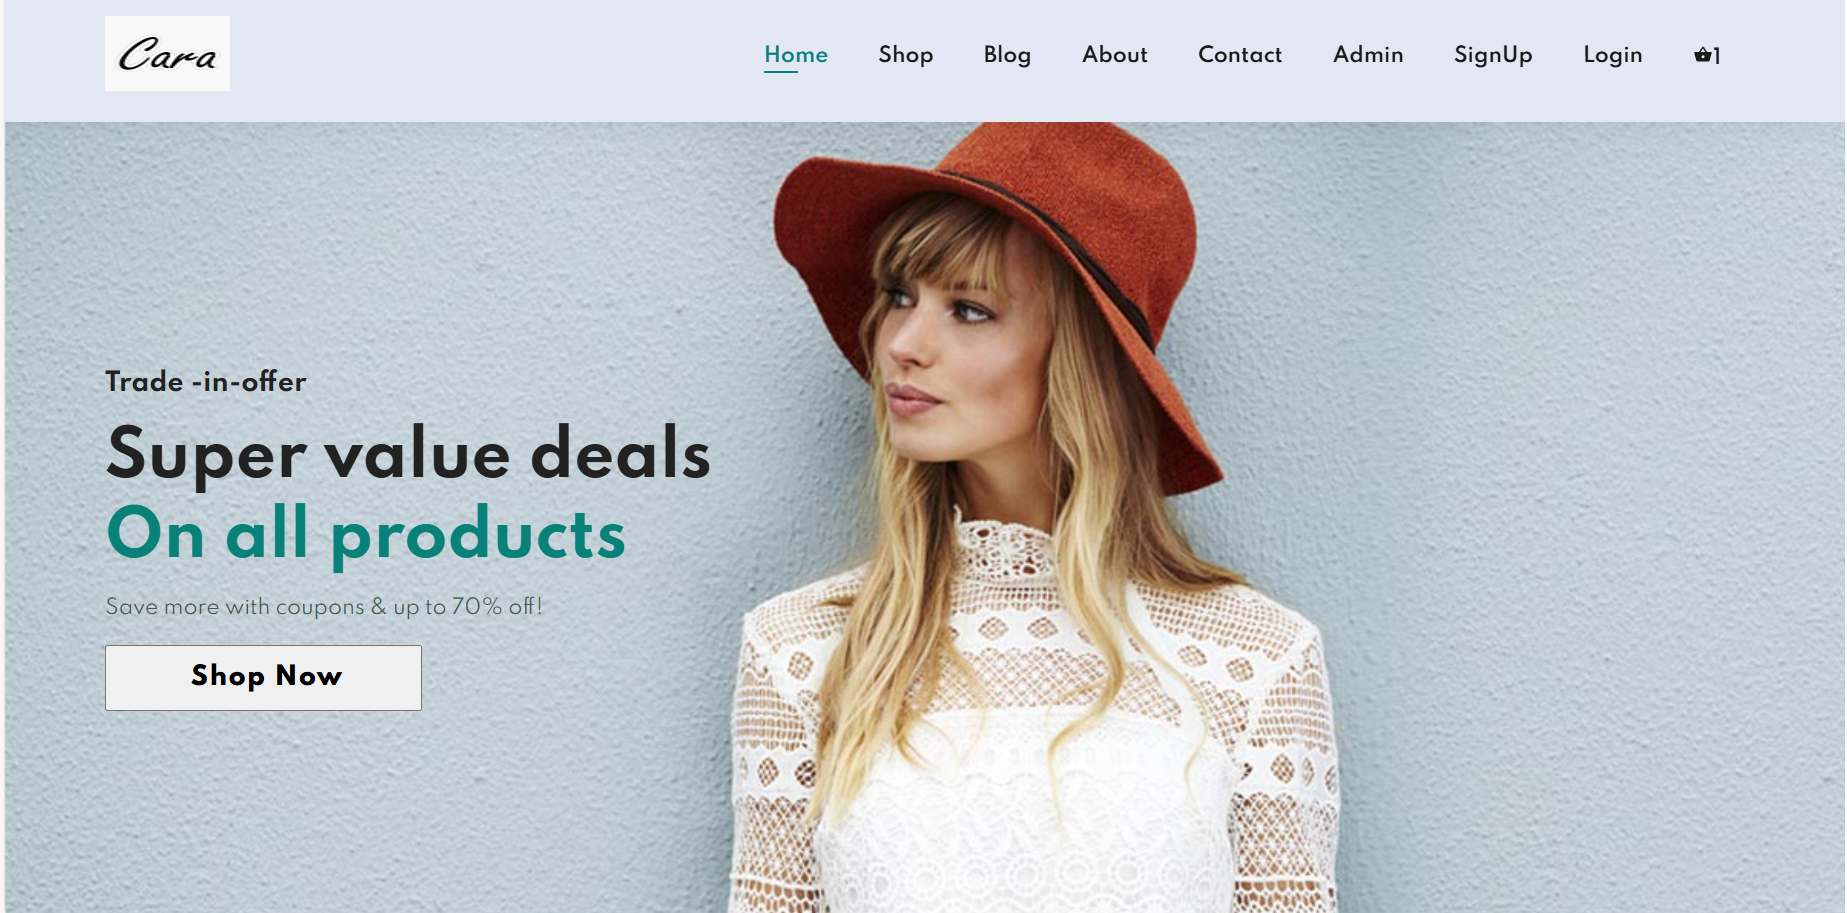 Cara
Home Shop Blog About Contact Admin SignUp Login 1
Trade -in-offer
Super value deals
On all products
Save more with coupons & up to 70% off!
Shop Now